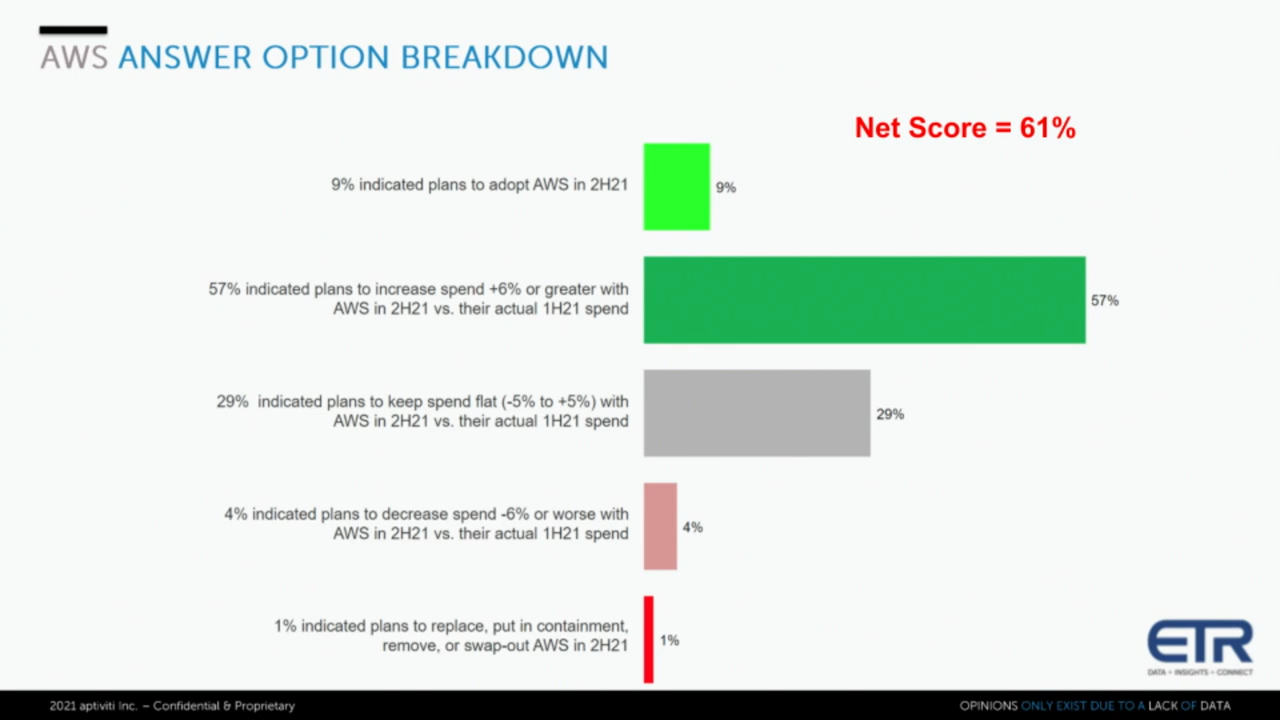 AWS ANSWER OPTION BREAKDOWN
Net Score = 61%
9% indicated plans to adopt AWS in 2H21
9%
57% indicated plans to increase spend +6% or greater with
AWS in 2H21 vs. their actual 1H21 spend
57%
29% indicated plans to keep spend flat (-5% to +5%) with
AWS in 2H21 vs. their actual 1H21 spend
29%
4% indicated plans to decrease spend -6% or worse with
AWS in 2H21 vs. their actual 1H21 spend
4%
1% indicated plans to replace, put in containment,
remove, or swap-out AWS in 2H21
1%
ETR
DATA • INSIGHTS • CONNECT
2021 aptiviti Inc. – Confidential & Proprietary
OPINIONS ONLY EXIST DUE TO A LACK OF DATA